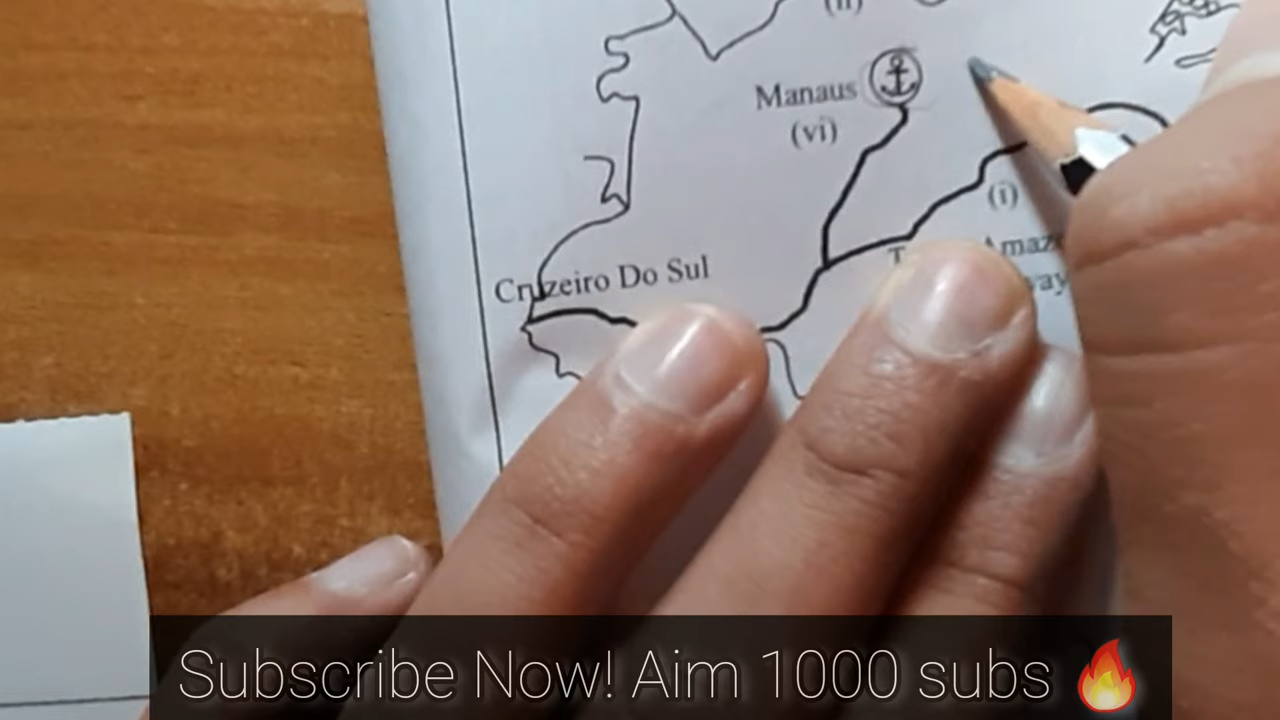 (ii)
Manaus
(vi)
(i)
Cruzeiro Do Sul
Subscribe Now! Aim 1000 subs 🔥